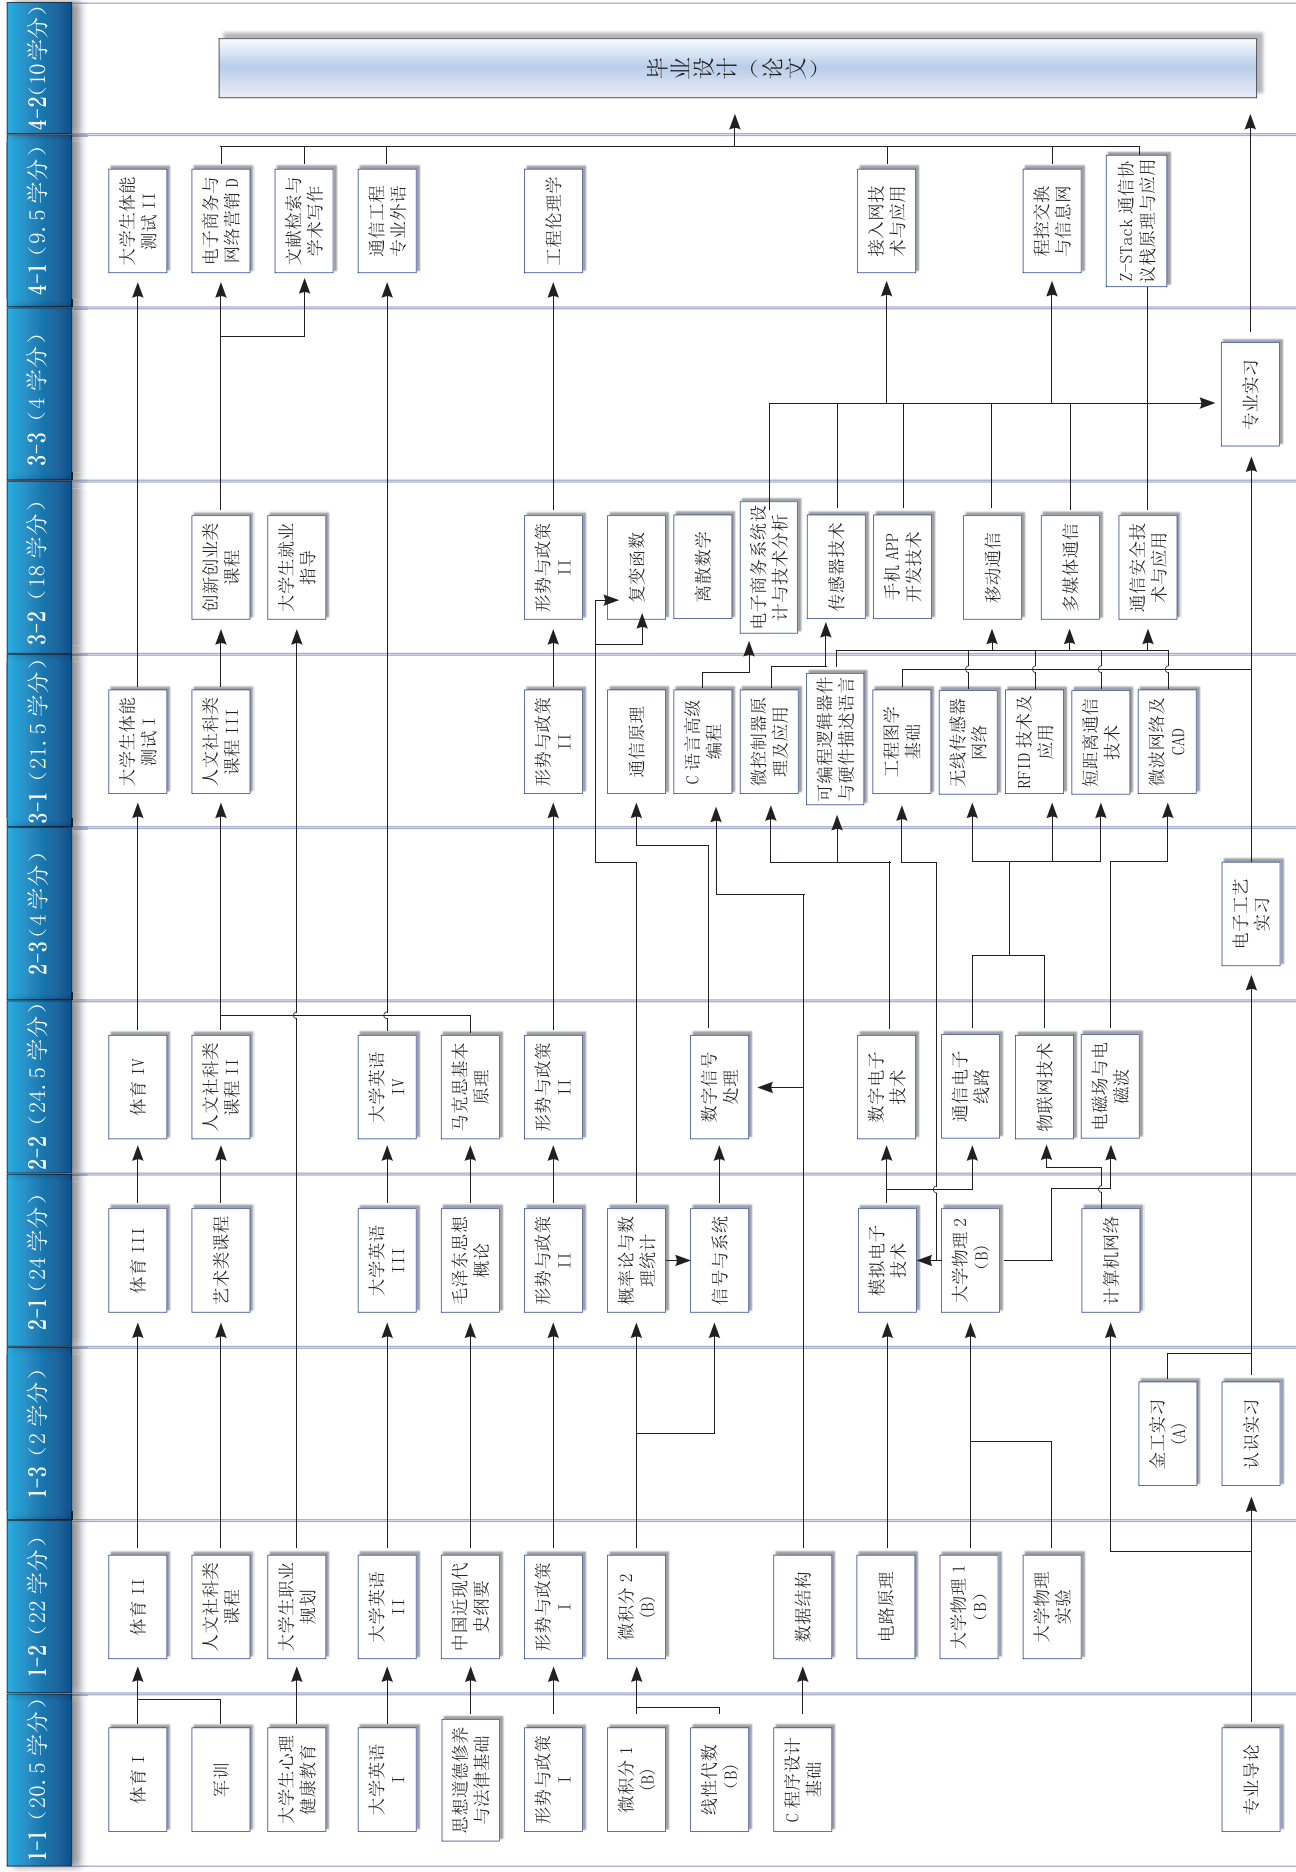 1-1（20.5学分）
1-2（22学分）
1-3（2学分）
2-1（24学分）
2-2（24.5学分）
2-3（4学分）
3-1（21.5学分）
3-2（18学分）
3-3（4学分）
4-1（9.5学分）
4-2（10学分）
体育 I
体育 II
体育 III
体育 IV
大学生体能
测试 I
大学生体能
测试 II
军训
人文社科类
课程
艺术类课程
人文社科类
课程 II
人文社科类
课程 III
创新创业类
课程
电子商务与
网络营销 D
大学生心理
健康教育
大学生职业
规划
大学生就业
指导
文献检索与
学术写作
大学英语
I
大学英语
II
大学英语
III
大学英语
IV
通信工程
专业外语
思想道德修养
与法律基础
中国近现代
史纲要
毛泽东思想
概论
马克思基本
原理
形势与政策
I
形势与政策
I
形势与政策
II
形势与政策
II
形势与政策
II
形势与政策
II
工程伦理学
微积分 1
(B)
微积分 2
(B)
概率论与数
理统计
通信原理
复变函数
线性代数
(B)
信号与系统
数字信号
处理
C 语言高级
编程
离散数学
C 程序设计
基础
数据结构
微控制器原
理及应用
电子商务系统设
计与技术分析
可编程逻辑器件
与硬件描述语言
传感器技术
电路原理
模拟电子
技术
数字电子
技术
工程图学
基础
手机 APP
开发技术
接入网技
术与应用
大学物理 1
(B)
大学物理 2
(B)
通信电子
线路
无线传感器
网络
移动通信
大学物理
实验
物联网技术
RFID 技术及
应用
多媒体通信
程控交换
与信息网
计算机网络
电磁场与电
磁波
短距离通信
技术
微波网络及
CAD
通信安全技
术与应用
Z-STack 通信协
议栈原理与应用
金工实习
(A)
专业导论
认识实习
电子工艺
实习
专业实习
毕业设计（论文）